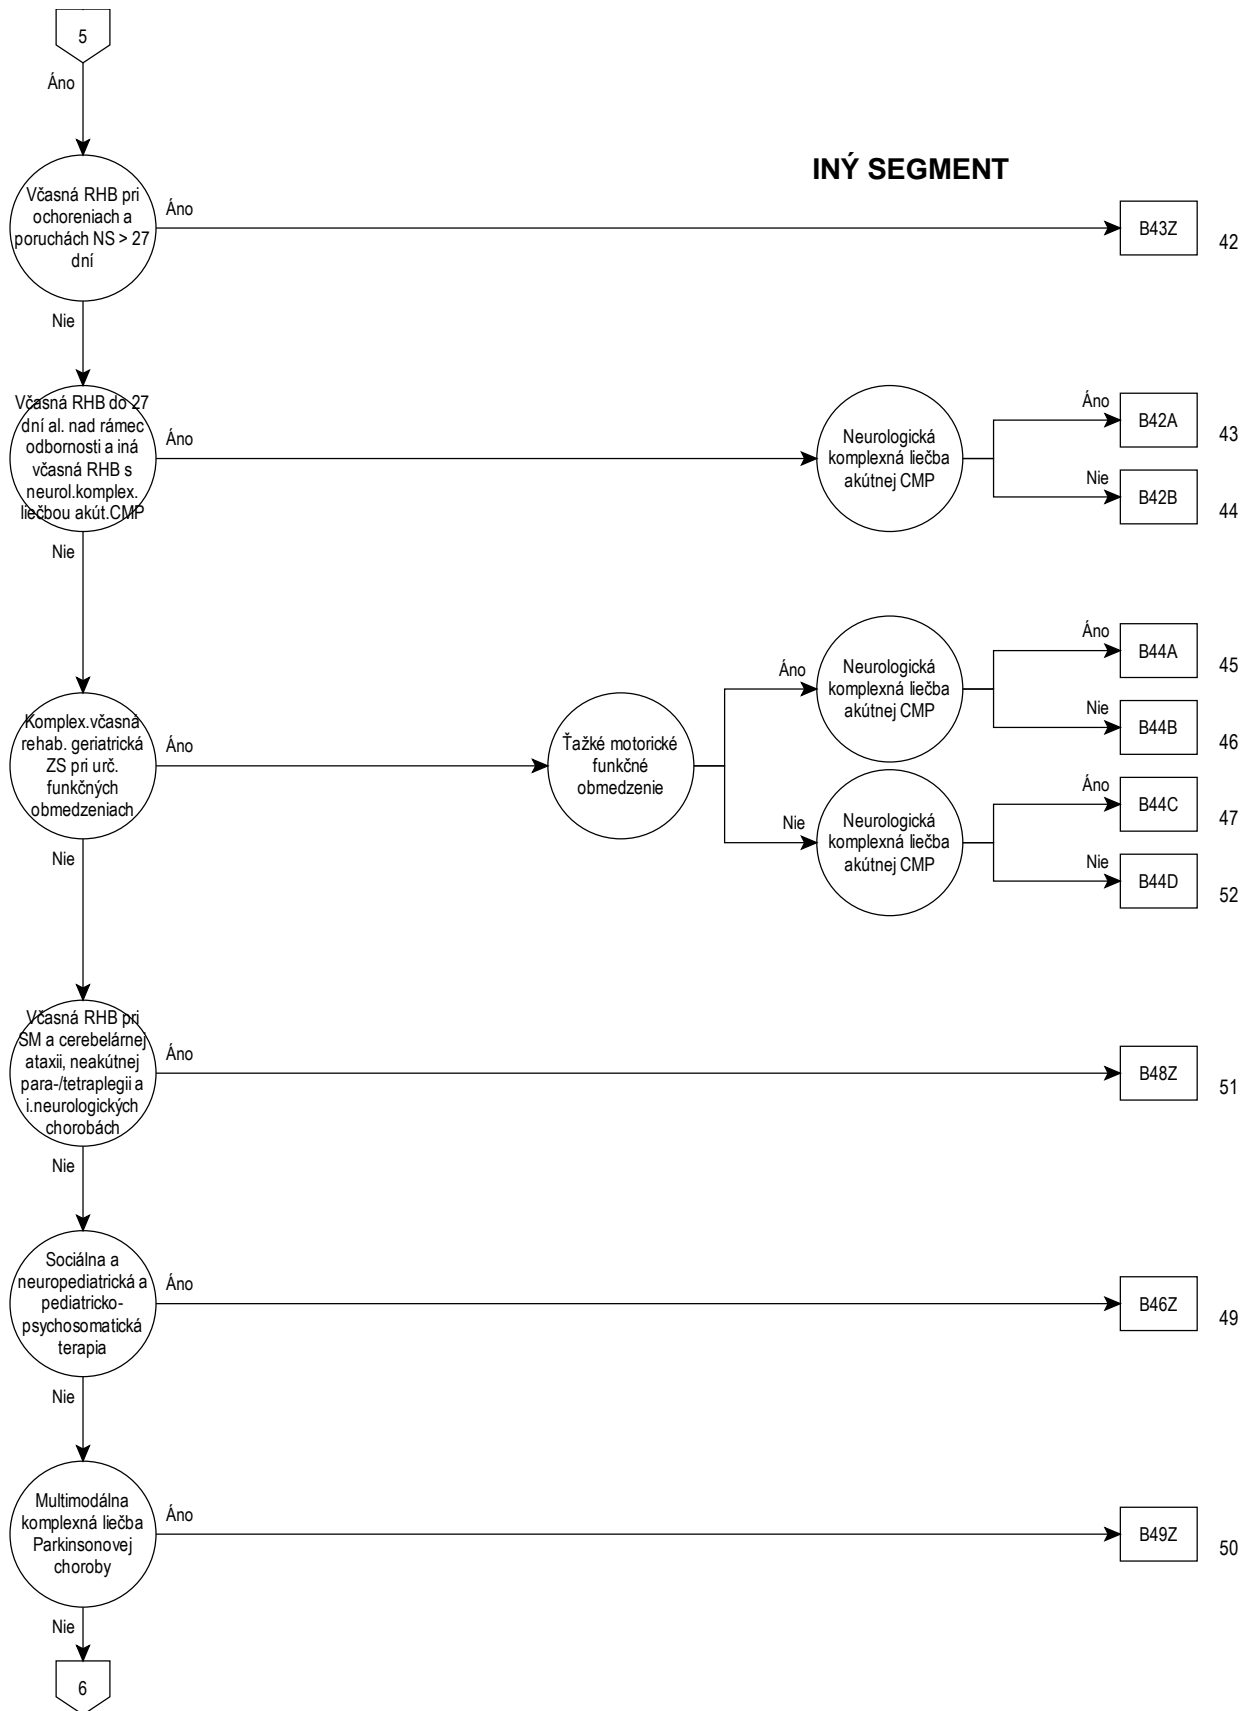 5
Áno
INÝ SEGMENT
Včasná RHB pri
ochoreniach a
poruchách NS > 27
dní
Áno
B43Z
42
Nie
Včasná RHB do 27
dní al. nad rámec
odbornosti a iná
včasná RHB s
neurol.komplex.
liečbou akút.CMP
Áno
Neurologická
komplexná liečba
akútnej CMP
Áno
B42A
43
Nie
B42B
44
Nie
Komplex.včasná
rehab. geriatrická
ZS pri urč.
funkčných
obmedzeniach
Áno
Ťažké motorické
funkčné
obmedzenie
Áno
Neurologická
komplexná liečba
akútnej CMP
Áno
B44A
45
Nie
B44B
46
Nie
Neurologická
komplexná liečba
akútnej CMP
Áno
B44C
47
Nie
B44D
52
Nie
Včasná RHB pri
SM a cerebelárnej
ataxii, neakútnej
para-/tetraplegii a
i.neurologických
chorobách
Áno
B48Z
51
Nie
Sociálna a
neuropediatrická a
pediatricko-
psychosomatická
terapia
Áno
B46Z
49
Nie
Multimodálna
komplexná liečba
Parkinsonovej
choroby
Áno
B49Z
50
Nie
6